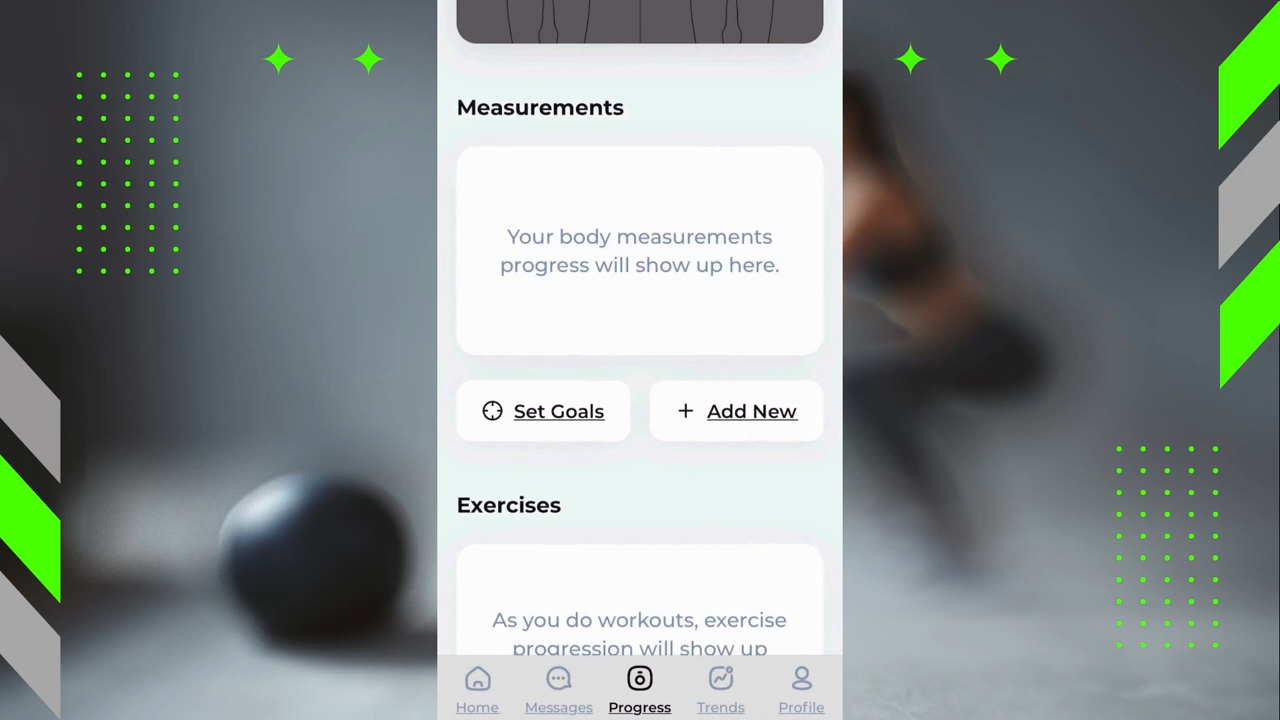 Measurements
Your body measurements
progress will show up here.
Set Goals
Add New
Exercises
As you do workouts, exercise
progression will show up
Home
Messages
Progress
Trends
Profile